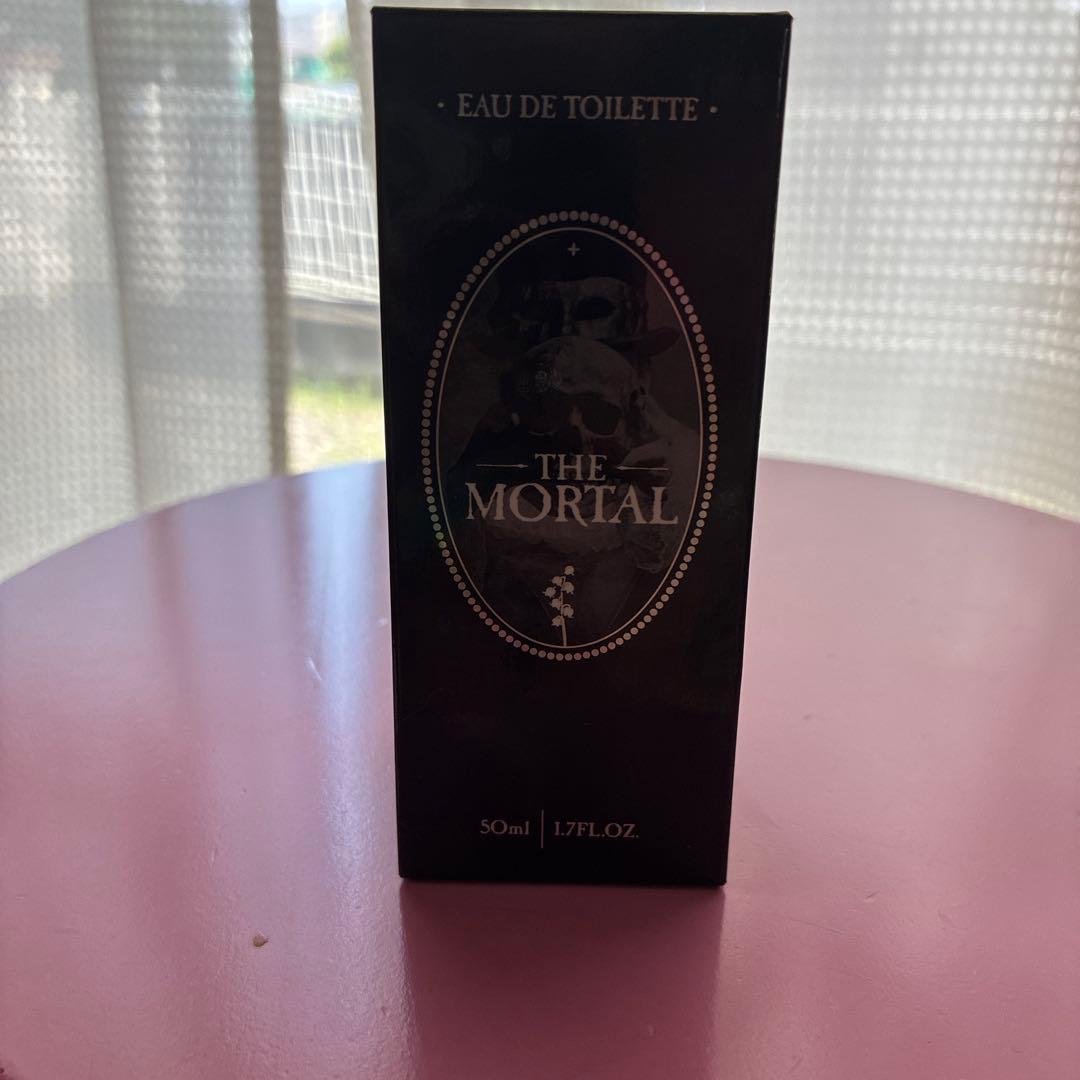 · EAU DE TOILETTE ·
THE
MORTAL
50ml | 1.7FL.OZ.